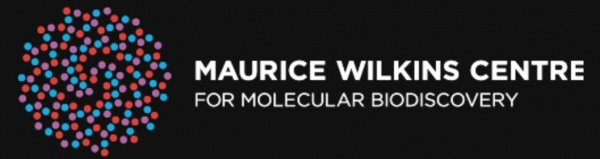 MAURICE WILKINS CENTRE
FOR MOLECULAR BIODISCOVERY